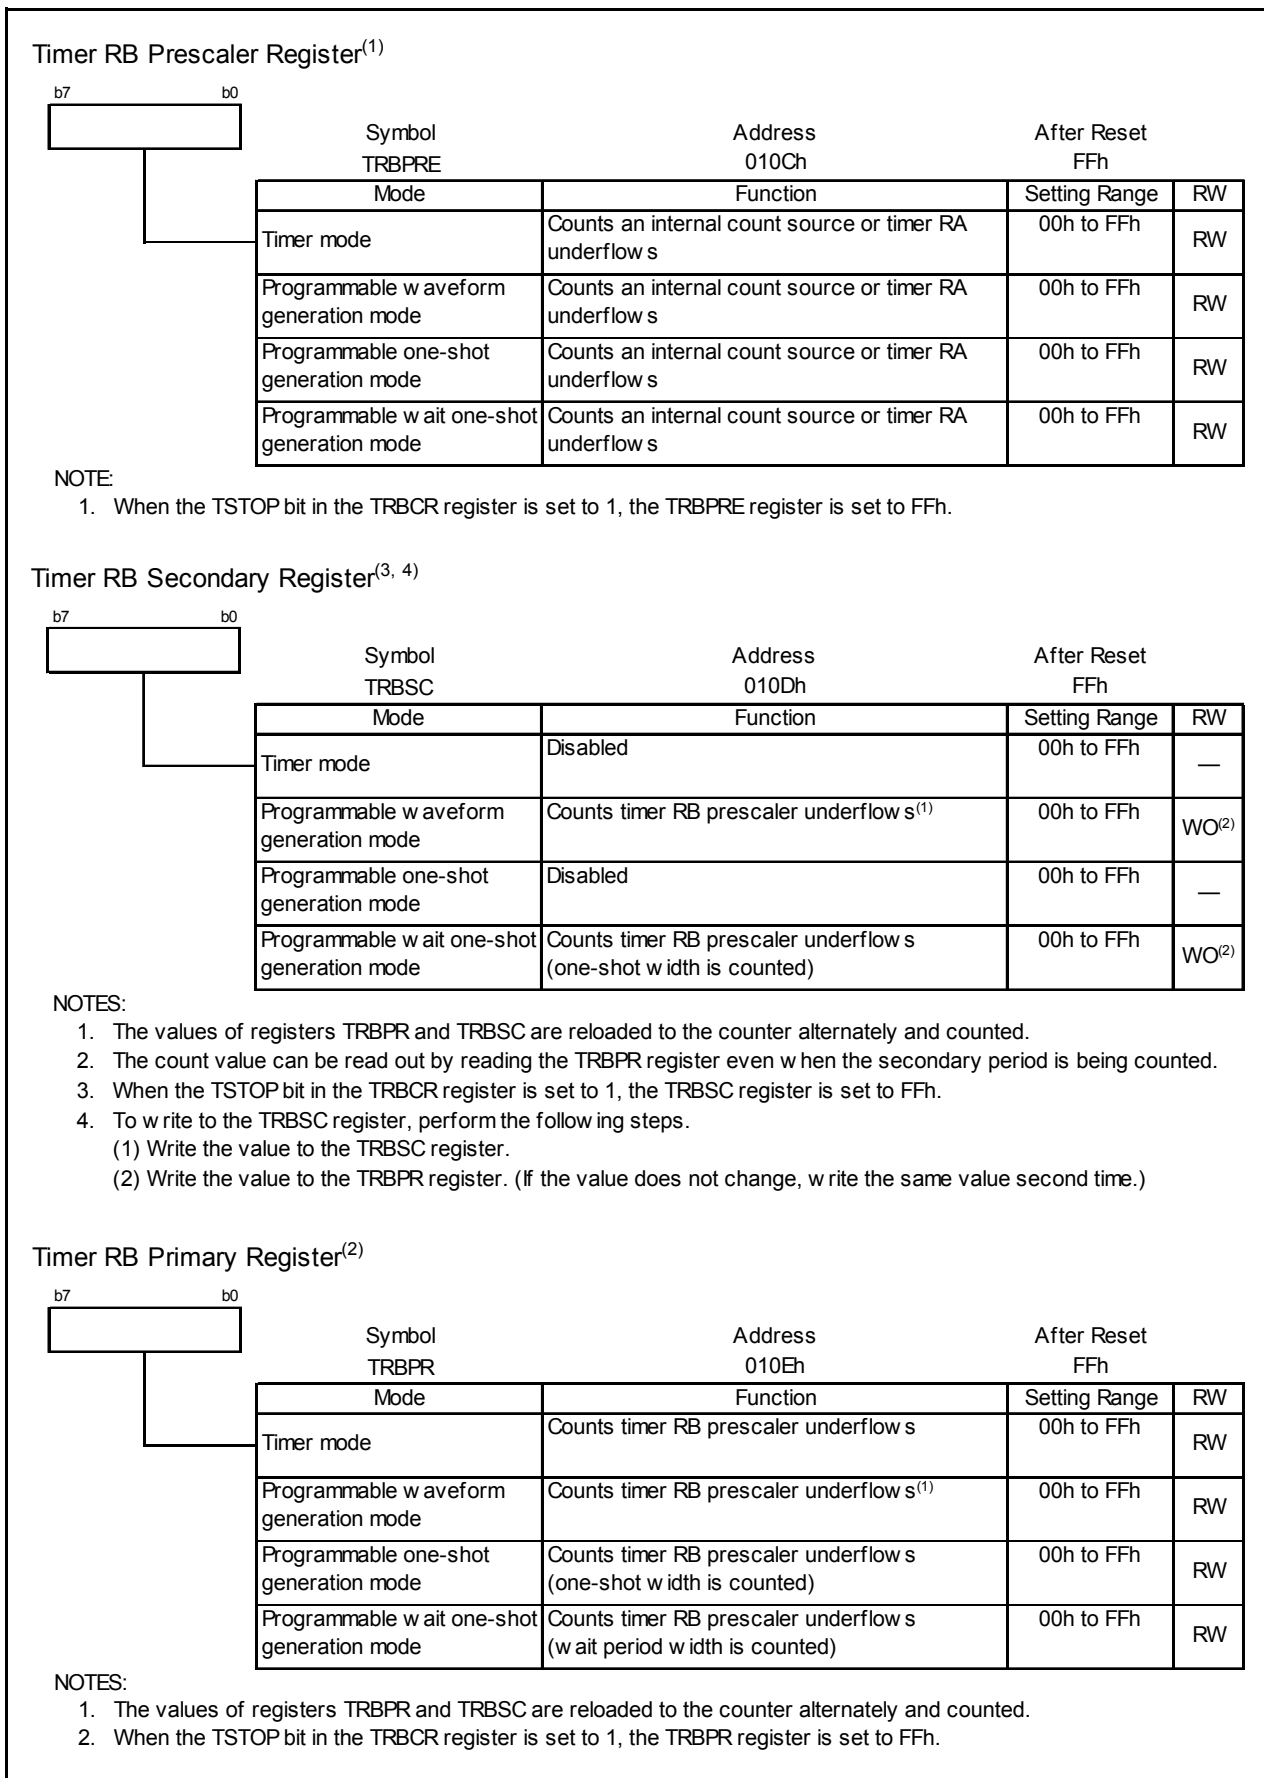 Timer RB Prescaler Register(1)
b7 b0
Symbol Address After Reset
TRBPRE 010Ch FFh
Mode Function Setting Range RW
Timer mode Counts an internal count source or timer RA underflows 00h to FFh RW
Programmable waveform generation mode Counts an internal count source or timer RA underflows 00h to FFh RW
Programmable one-shot generation mode Counts an internal count source or timer RA underflows 00h to FFh RW
Programmable wait one-shot generation mode Counts an internal count source or timer RA underflows 00h to FFh RW
NOTE:
1. When the TSTOP bit in the TRBCR register is set to 1, the TRBPRE register is set to FFh.
Timer RB Secondary Register(3, 4)
b7 b0
Symbol Address After Reset
TRBSC 010Dh FFh
Mode Function Setting Range RW
Timer mode Disabled 00h to FFh —
Programmable waveform generation mode Counts timer RB prescaler underflows(1) 00h to FFh WO(2)
Programmable one-shot generation mode Disabled 00h to FFh —
Programmable wait one-shot generation mode Counts timer RB prescaler underflows (one-shot width is counted) 00h to FFh WO(2)
NOTES:
1. The values of registers TRBPR and TRBSC are reloaded to the counter alternately and counted.
2. The count value can be read out by reading the TRBPR register even when the secondary period is being counted.
3. When the TSTOP bit in the TRBCR register is set to 1, the TRBSC register is set to FFh.
4. To write to the TRBSC register, perform the following steps.
(1) Write the value to the TRBSC register.
(2) Write the value to the TRBPR register. (If the value does not change, write the same value second time.)
Timer RB Primary Register(2)
b7 b0
Symbol Address After Reset
TRBPR 010Eh FFh
Mode Function Setting Range RW
Timer mode Counts timer RB prescaler underflows 00h to FFh RW
Programmable waveform generation mode Counts timer RB prescaler underflows(1) 00h to FFh RW
Programmable one-shot generation mode Counts timer RB prescaler underflows (one-shot width is counted) 00h to FFh RW
Programmable wait one-shot generation mode Counts timer RB prescaler underflows (wait period width is counted) 00h to FFh RW
NOTES:
1. The values of registers TRBPR and TRBSC are reloaded to the counter alternately and counted.
2. When the TSTOP bit in the TRBCR register is set to 1, the TRBPR register is set to FFh.